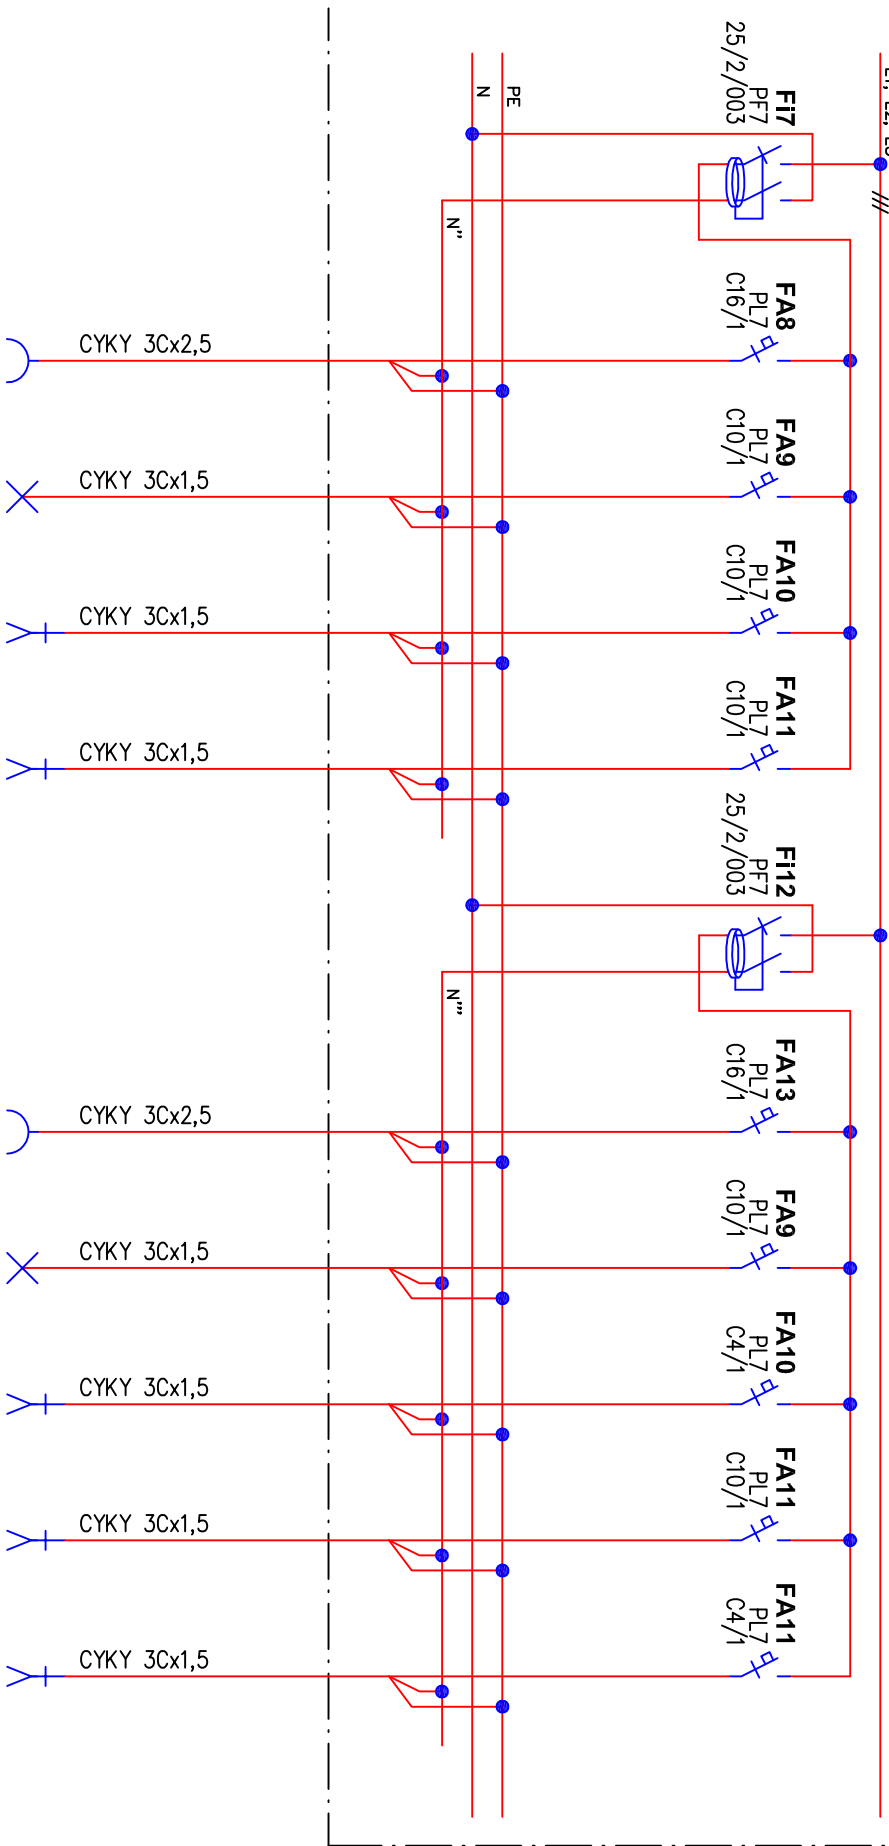 L1, L2, L3
Fi7
PF7
25/2/003
PE
N
N''
FA8
PL7
C16/1
CYKY 3Cx2,5
FA9
PL7
C10/1
CYKY 3Cx1,5
FA10
PL7
C10/1
CYKY 3Cx1,5
FA11
PL7
C10/1
CYKY 3Cx1,5
Fi12
PF7
25/2/003
N'''
FA13
PL7
C16/1
CYKY 3Cx2,5
FA9
PL7
C10/1
CYKY 3Cx1,5
FA10
PL7
C4/1
CYKY 3Cx1,5
FA11
PL7
C10/1
CYKY 3Cx1,5
FA11
PL7
C4/1
CYKY 3Cx1,5